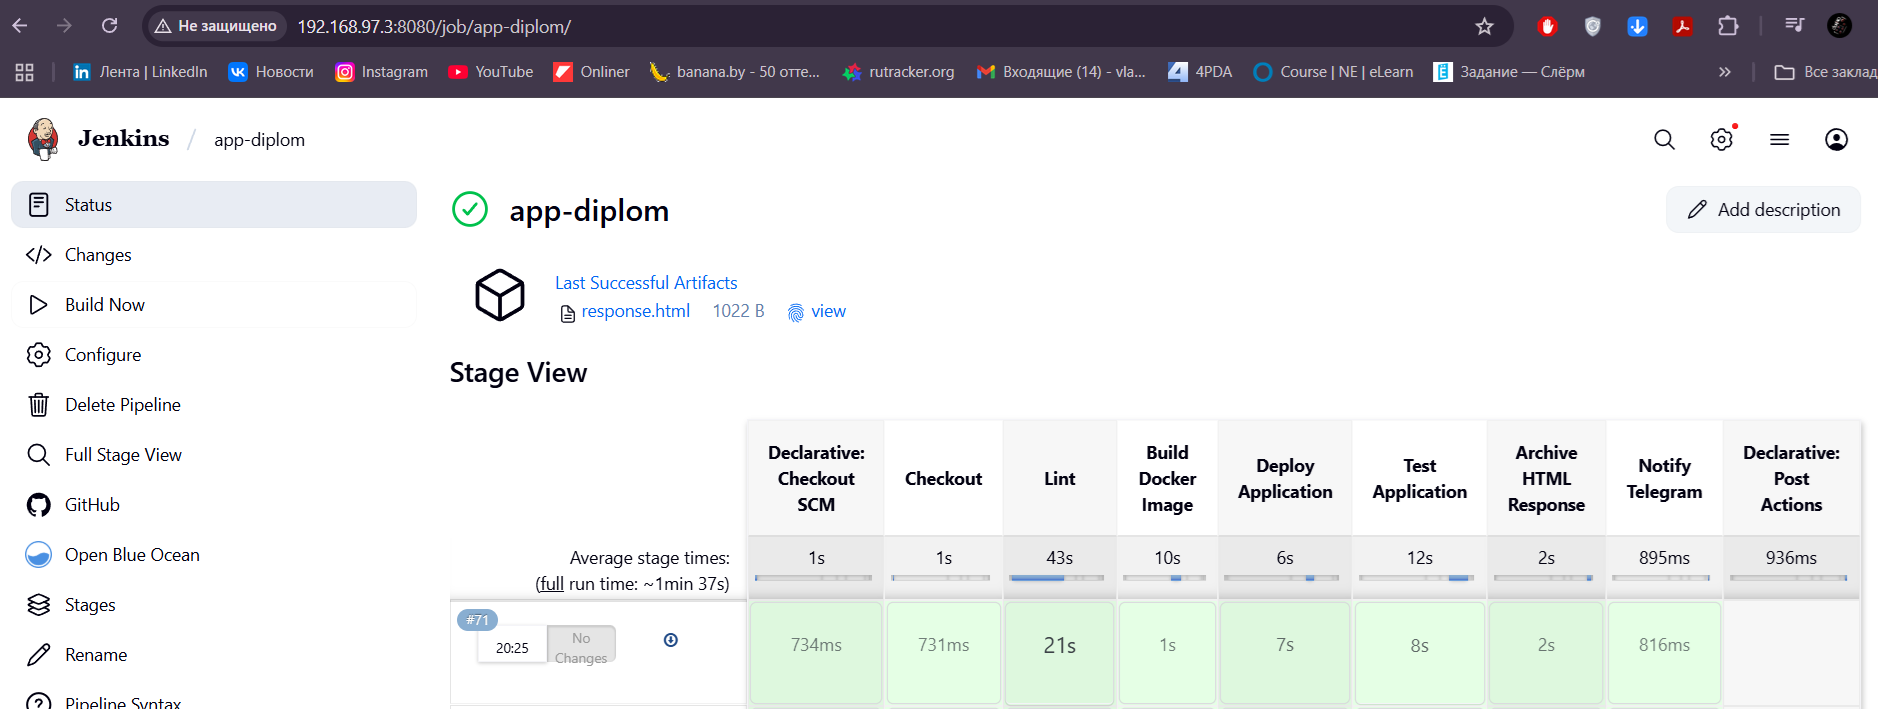 Не защищено 192.168.97.3:8080/job/app-diplom/
Лента | LinkedIn Новости Instagram YouTube Onliner banana.by - 50 отте... rutracker.org Входящие (14) - vla... 4PDA Course | NE | eLearn Задание — Слёрм » Все заклад
Jenkins / app-diplom
Status
Changes
Build Now
Configure
Delete Pipeline
Full Stage View
GitHub
Open Blue Ocean
Stages
Rename
Pipeline Syntax
app-diplom
Add description
Last Successful Artifacts
response.html 1022 B view
Stage View
Declarative: Checkout SCM
Checkout
Lint
Build Docker Image
Deploy Application
Test Application
Archive HTML Response
Notify Telegram
Declarative: Post Actions
Average stage times:
(full run time: ~1min 37s)
1s 1s 43s 10s 6s 12s 2s 895ms 936ms
#71
20:25
No Changes
734ms 731ms 21s 1s 7s 8s 2s 816ms